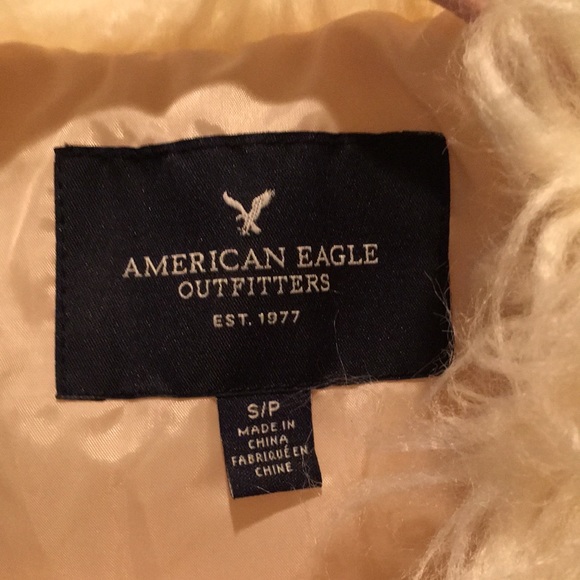 AMERICAN EAGLE
OUTFITTERS
EST. 1977
S/P
MADE IN
CHINA
FABRIQUÉ EN
CHINE